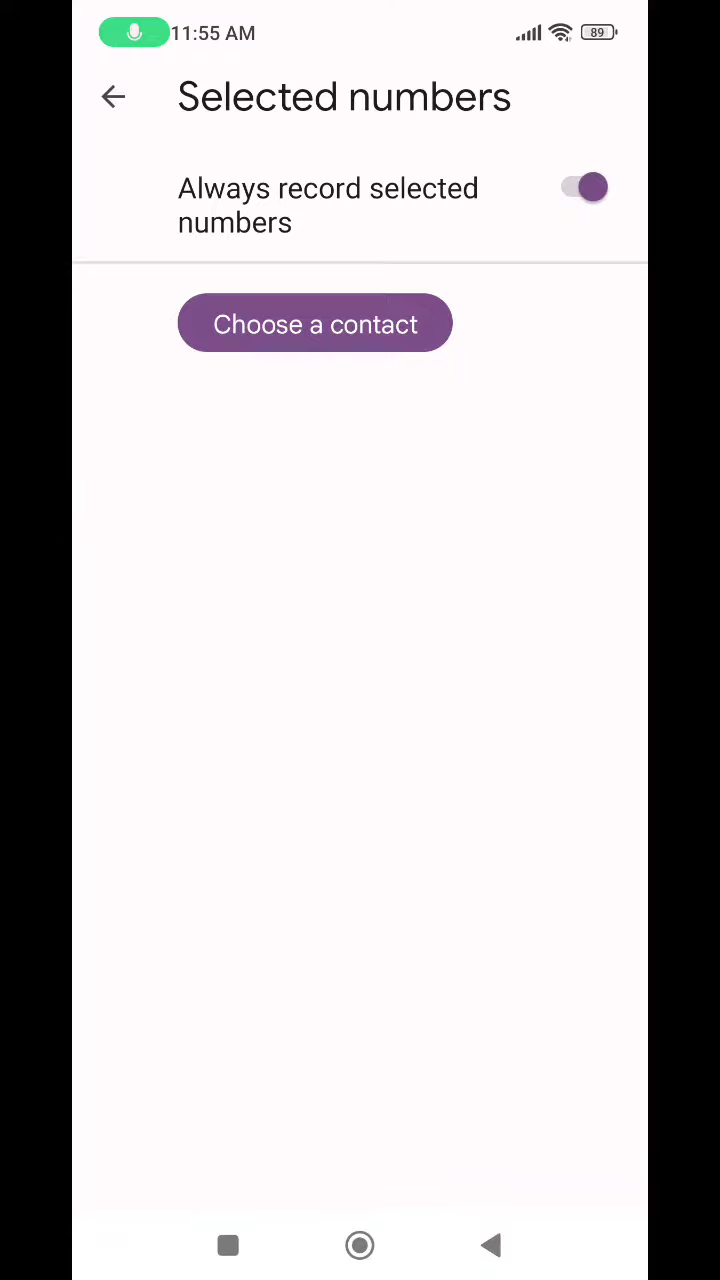 11:55 AM
89
Selected numbers
Always record selected
numbers
Choose a contact